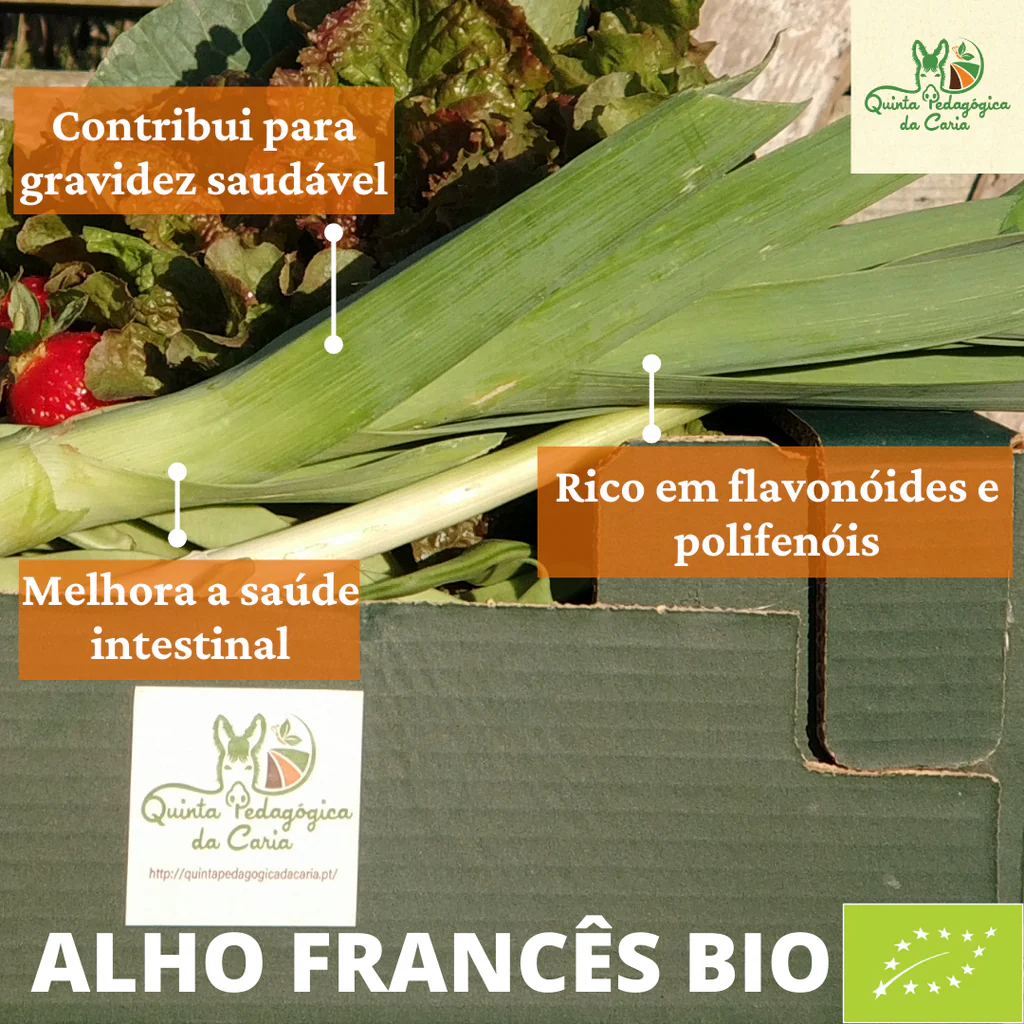 Quinta Pedagógica
da Caria
Contribui para
gravidez saudável
Rico em flavonóides e
polifenóis
Melhora a saúde
intestinal
Quinta Pedagógica
da Caria
http://quintapedagogicadacaria.pt/
ALHO FRANCÊS BIO